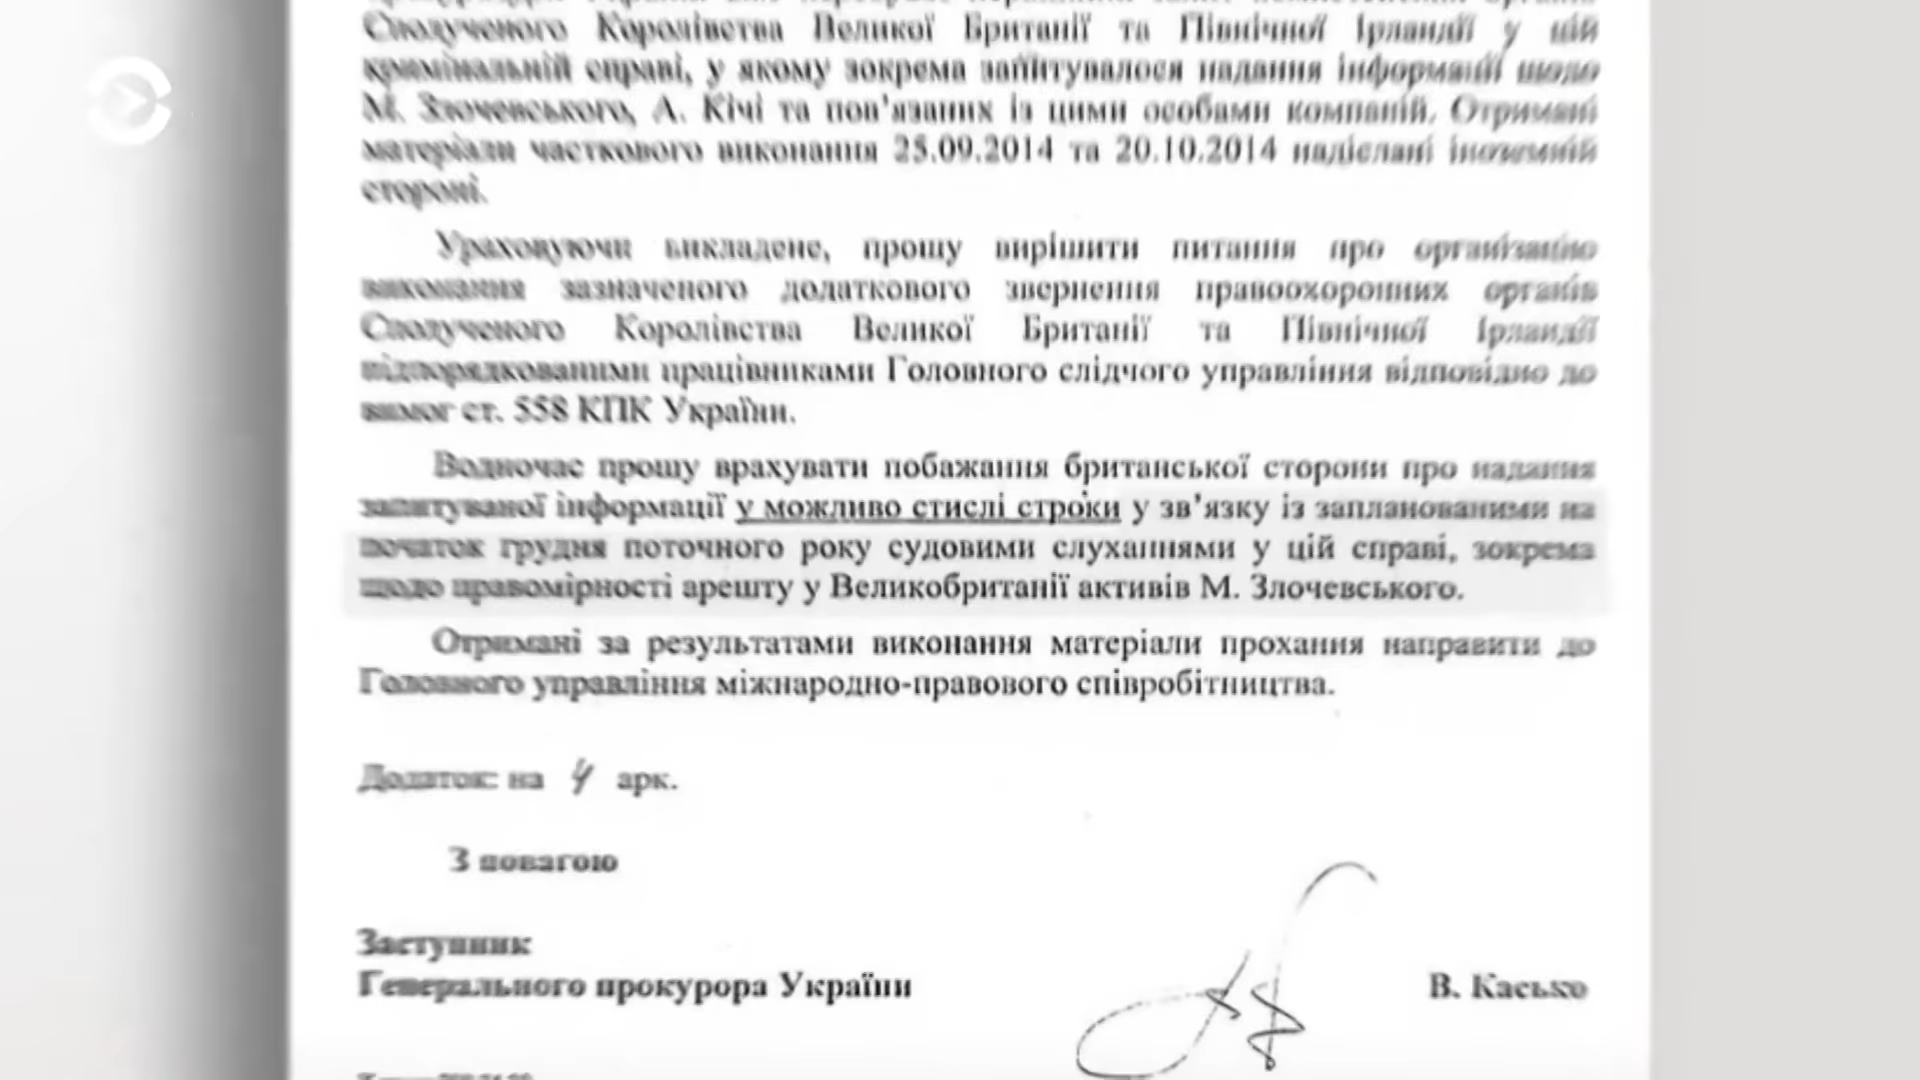 Сполученого Королівства Великої Британії та Північної Ірландії у цій
кримінальній справі, у якому зокрема запитувалося надання інформації щодо
М. Злочевського, А. Кічі та пов’язаних із цими особами компаній. Отримані
матеріали часткового виконання 25.09.2014 та 20.10.2014 надіслані іноземній
стороні.
Ураховуючи викладене, прошу вирішити питання про організацію
виконання зазначеного додаткового звернення правоохоронних органів
Сполученого Королівства Великої Британії та Північної Ірландії
підпорядкованими працівниками Головного слідчого управління відповідно до
вимог ст. 558 КПК України.
Водночас прошу врахувати побажання британської сторони про надання
запитуваної інформації у можливо стислі строки у зв’язку із запланованими на
початок грудня поточного року судовими слуханнями у цій справі, зокрема
щодо правомірності арешту у Великобританії активів М. Злочевського.
Отримані за результатами виконання матеріали прохання направити до
Головного управління міжнародно-правового співробітництва.
Додаток: на 4 арк.
З повагою
Заступник
Генерального прокурора України В. Касько